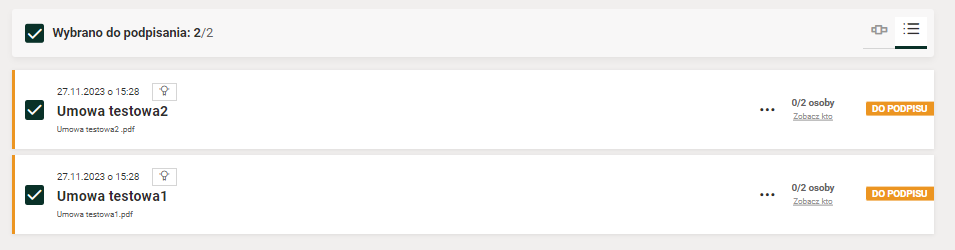 Wybrano do podpisania: 2/2
27.11.2023 o 15:28
Umowa testowa2
Umowa testowa2 .pdf
0/2 osoby
Zobacz kto
DO PODPISU
27.11.2023 o 15:28
Umowa testowa1
Umowa testowa1.pdf
0/2 osoby
Zobacz kto
DO PODPISU